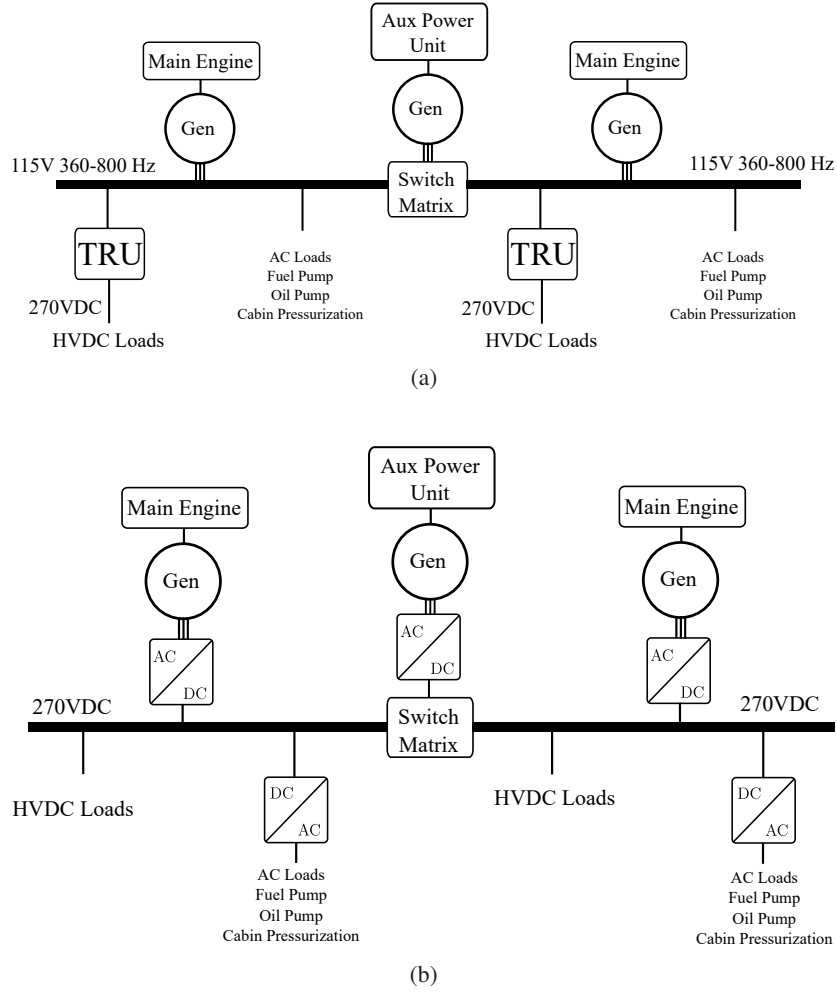 Aux Power
Unit
Main Engine
Main Engine
Gen
Gen
Gen
115V 360-800 Hz
115V 360-800 Hz
Switch
Matrix
TRU
TRU
AC Loads
Fuel Pump
Oil Pump
Cabin Pressurization
AC Loads
Fuel Pump
Oil Pump
Cabin Pressurization
270VDC
270VDC
HVDC Loads
HVDC Loads
(a)
Aux Power
Unit
Main Engine
Main Engine
Gen
Gen
Gen
AC
DC
AC
DC
AC
DC
270VDC
270VDC
Switch
Matrix
HVDC Loads
HVDC Loads
DC
AC
DC
AC
AC Loads
Fuel Pump
Oil Pump
Cabin Pressurization
AC Loads
Fuel Pump
Oil Pump
Cabin Pressurization
(b)